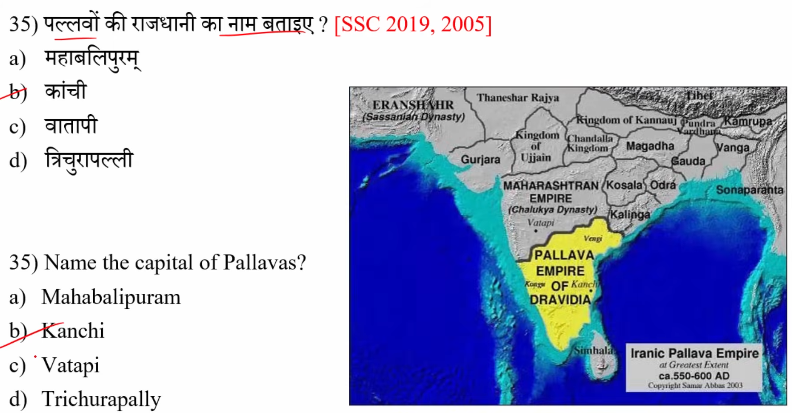 35) पल्लवों की राजधानी का नाम बताइए ? [SSC 2019, 2005]
a) महाबलिपुरम्
b) कांची
c) वातापी
d) त्रिचुरापल्ली
35) Name the capital of Pallavas?
a) Mahabalipuram
b) Kanchi
c) Vatapi
d) Trichurapally
ERANSHAHR
(Sassanian Dynasty)
Thaneshar Rajya
Tibet
Kingdom of Kannauj
Pundra
Vardhana
Kamrupa
Kingdom
of
Ujjain
Chandalla
Kingdom
Magadha
Vanga
Gurjara
Gauda
MAHARASHTRAN
EMPIRE
(Chalukya Dynasty)
Vatapi
Kosala
Odra
Sonaparanta
Kalinga
Vengi
PALLAVA
EMPIRE
OF
DRAVIDIA
Kongu
Kanchi
Simhala
Iranic Pallava Empire
at Greatest Extent
ca.550-600 AD
Copyright Samar Abbas 2003